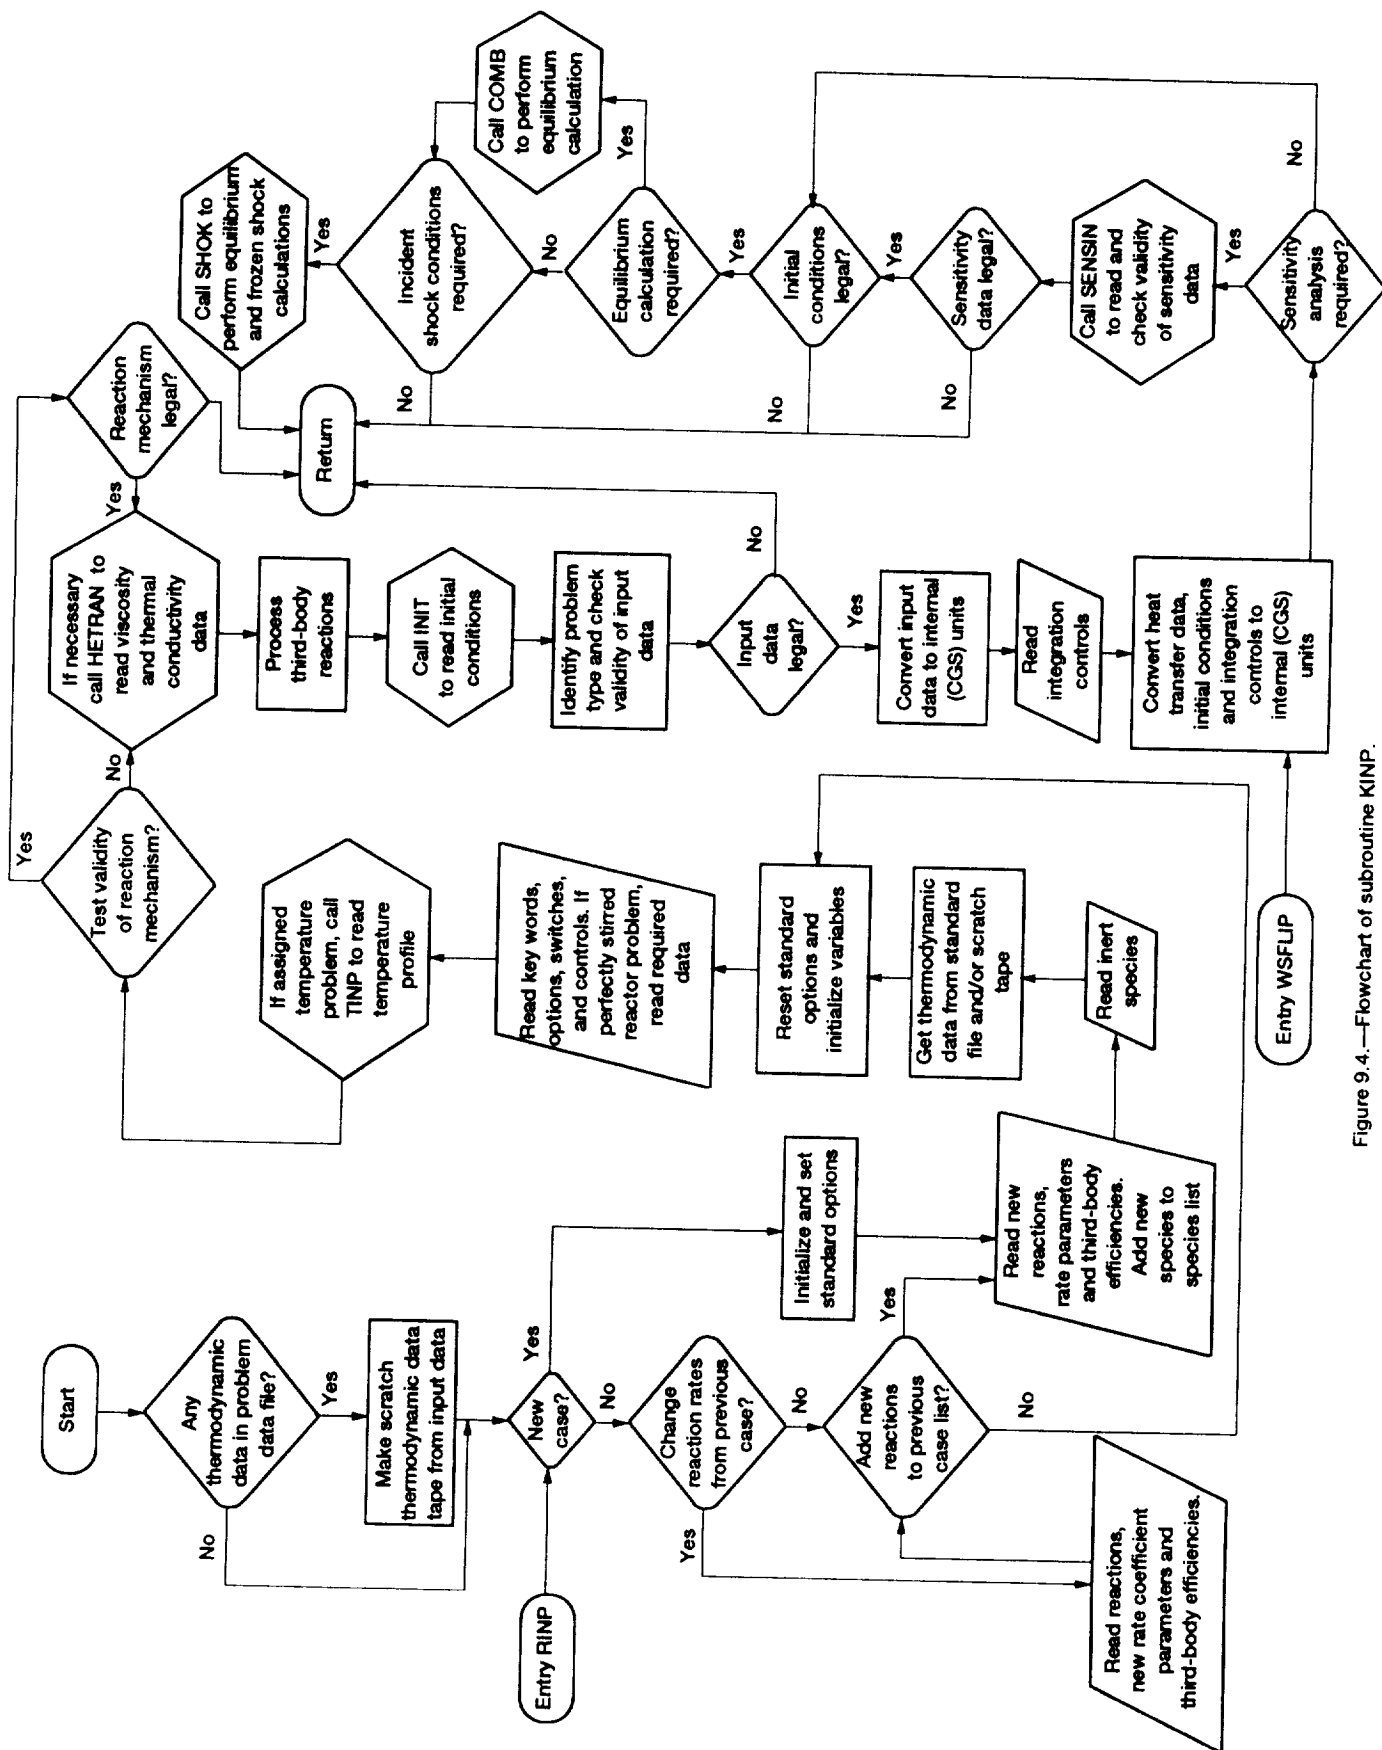 Start
Any
thermodynamic
data in problem
data file?
No
Yes
Make scratch
thermodynamic data
tape from input data
Entry RINP
New
case?
Yes
No
Change
reaction rates
from previous
case?
Yes
No
Add new
reactions
to previous
case list?
Yes
No
Read reactions,
new rate coefficient
parameters and
third-body efficiencies.
Initialize and set
standard options
Read new
reactions,
rate parameters
and third-body
efficiencies.
Add new
species to
species list
Read inert
species
Get thermodynamic
data from standard
file and/or scratch
tape
Reset standard
options and
initialize variables
Read key words,
options, switches,
and controls. If
perfectly stirred
reactor problem,
read required
data
If assigned
temperature
problem, call
TINP to read
temperature
profile
Test validity
of reaction
mechanism?
Yes
No
Reaction
mechanism
legal?
Yes
If necessary
call HETRAN to
read viscosity
and thermal
conductivity
data
Process
third-body
reactions
Call INIT
to read initial
conditions
Identify problem
type and check
validity of input
data
Input
data
legal?
No
Yes
Convert input
data to internal
(CGS) units
Read
integration
controls
Entry WSFLIP
Convert heat
transfer data,
initial conditions
and integration
controls to
internal (CGS)
units
Sensitivity
analysis
required?
No
Yes
Call SENSIN
to read and
check validity
of sensitivity
data
Sensitivity
data legal?
No
Yes
Initial
conditions
legal?
No
Yes
Equilibrium
calculation
required?
Yes
No
Call COMB
to perform
equilibrium
calculation
Incident
shock conditions
required?
No
Yes
Call SHOK to
perform equilibrium
and frozen shock
calculations
Return
Figure 9.4.—Flowchart of subroutine KINP.